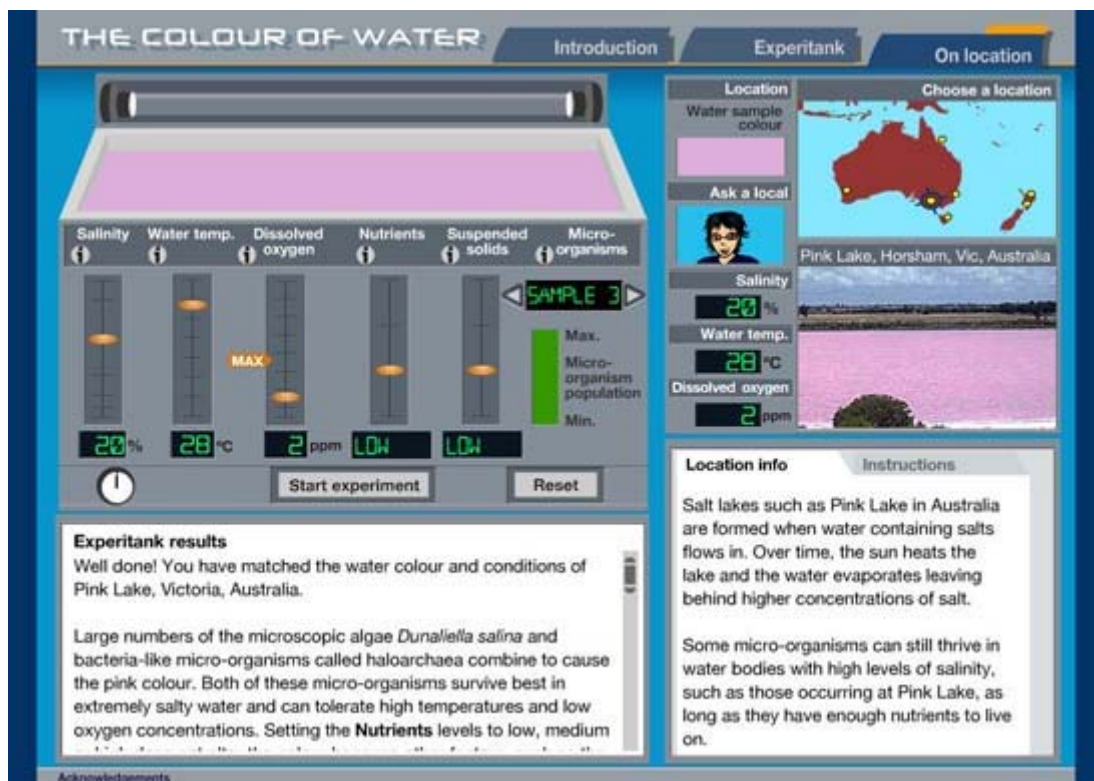 THE COLOUR OF WATER
Introduction
Experitank
On location
Salinity
Water temp.
Dissolved
oxygen
Nutrients
Suspended
solids
Micro-
organisms
SAMPLE 3
MAX
Max.
Micro-
organism
population
Min.
20 %
28 °C
2 ppm
LOW
LOW
Start experiment
Reset
Experitank results
Well done! You have matched the water colour and conditions of
Pink Lake, Victoria, Australia.
Large numbers of the microscopic algae Dunaliella salina and
bacteria-like micro-organisms called haloarchaea combine to cause
the pink colour. Both of these micro-organisms survive best in
extremely salty water and can tolerate high temperatures and low
oxygen concentrations. Setting the Nutrients levels to low, medium
Location
Water sample
colour
Ask a local
Salinity
20 %
Water temp.
28 °C
Dissolved oxygen
2 ppm
Choose a location
Pink Lake, Horsham, Vic, Australia
Location info
Instructions
Salt lakes such as Pink Lake in Australia
are formed when water containing salts
flows in. Over time, the sun heats the
lake and the water evaporates leaving
behind higher concentrations of salt.
Some micro-organisms can still thrive in
water bodies with high levels of salinity,
such as those occurring at Pink Lake, as
long as they have enough nutrients to live
on.
Acknowledgements